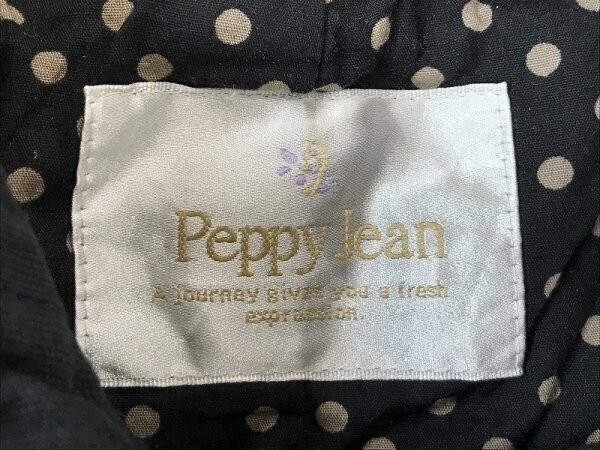 Peppy Jean
A journey gives you a fresh
expression.